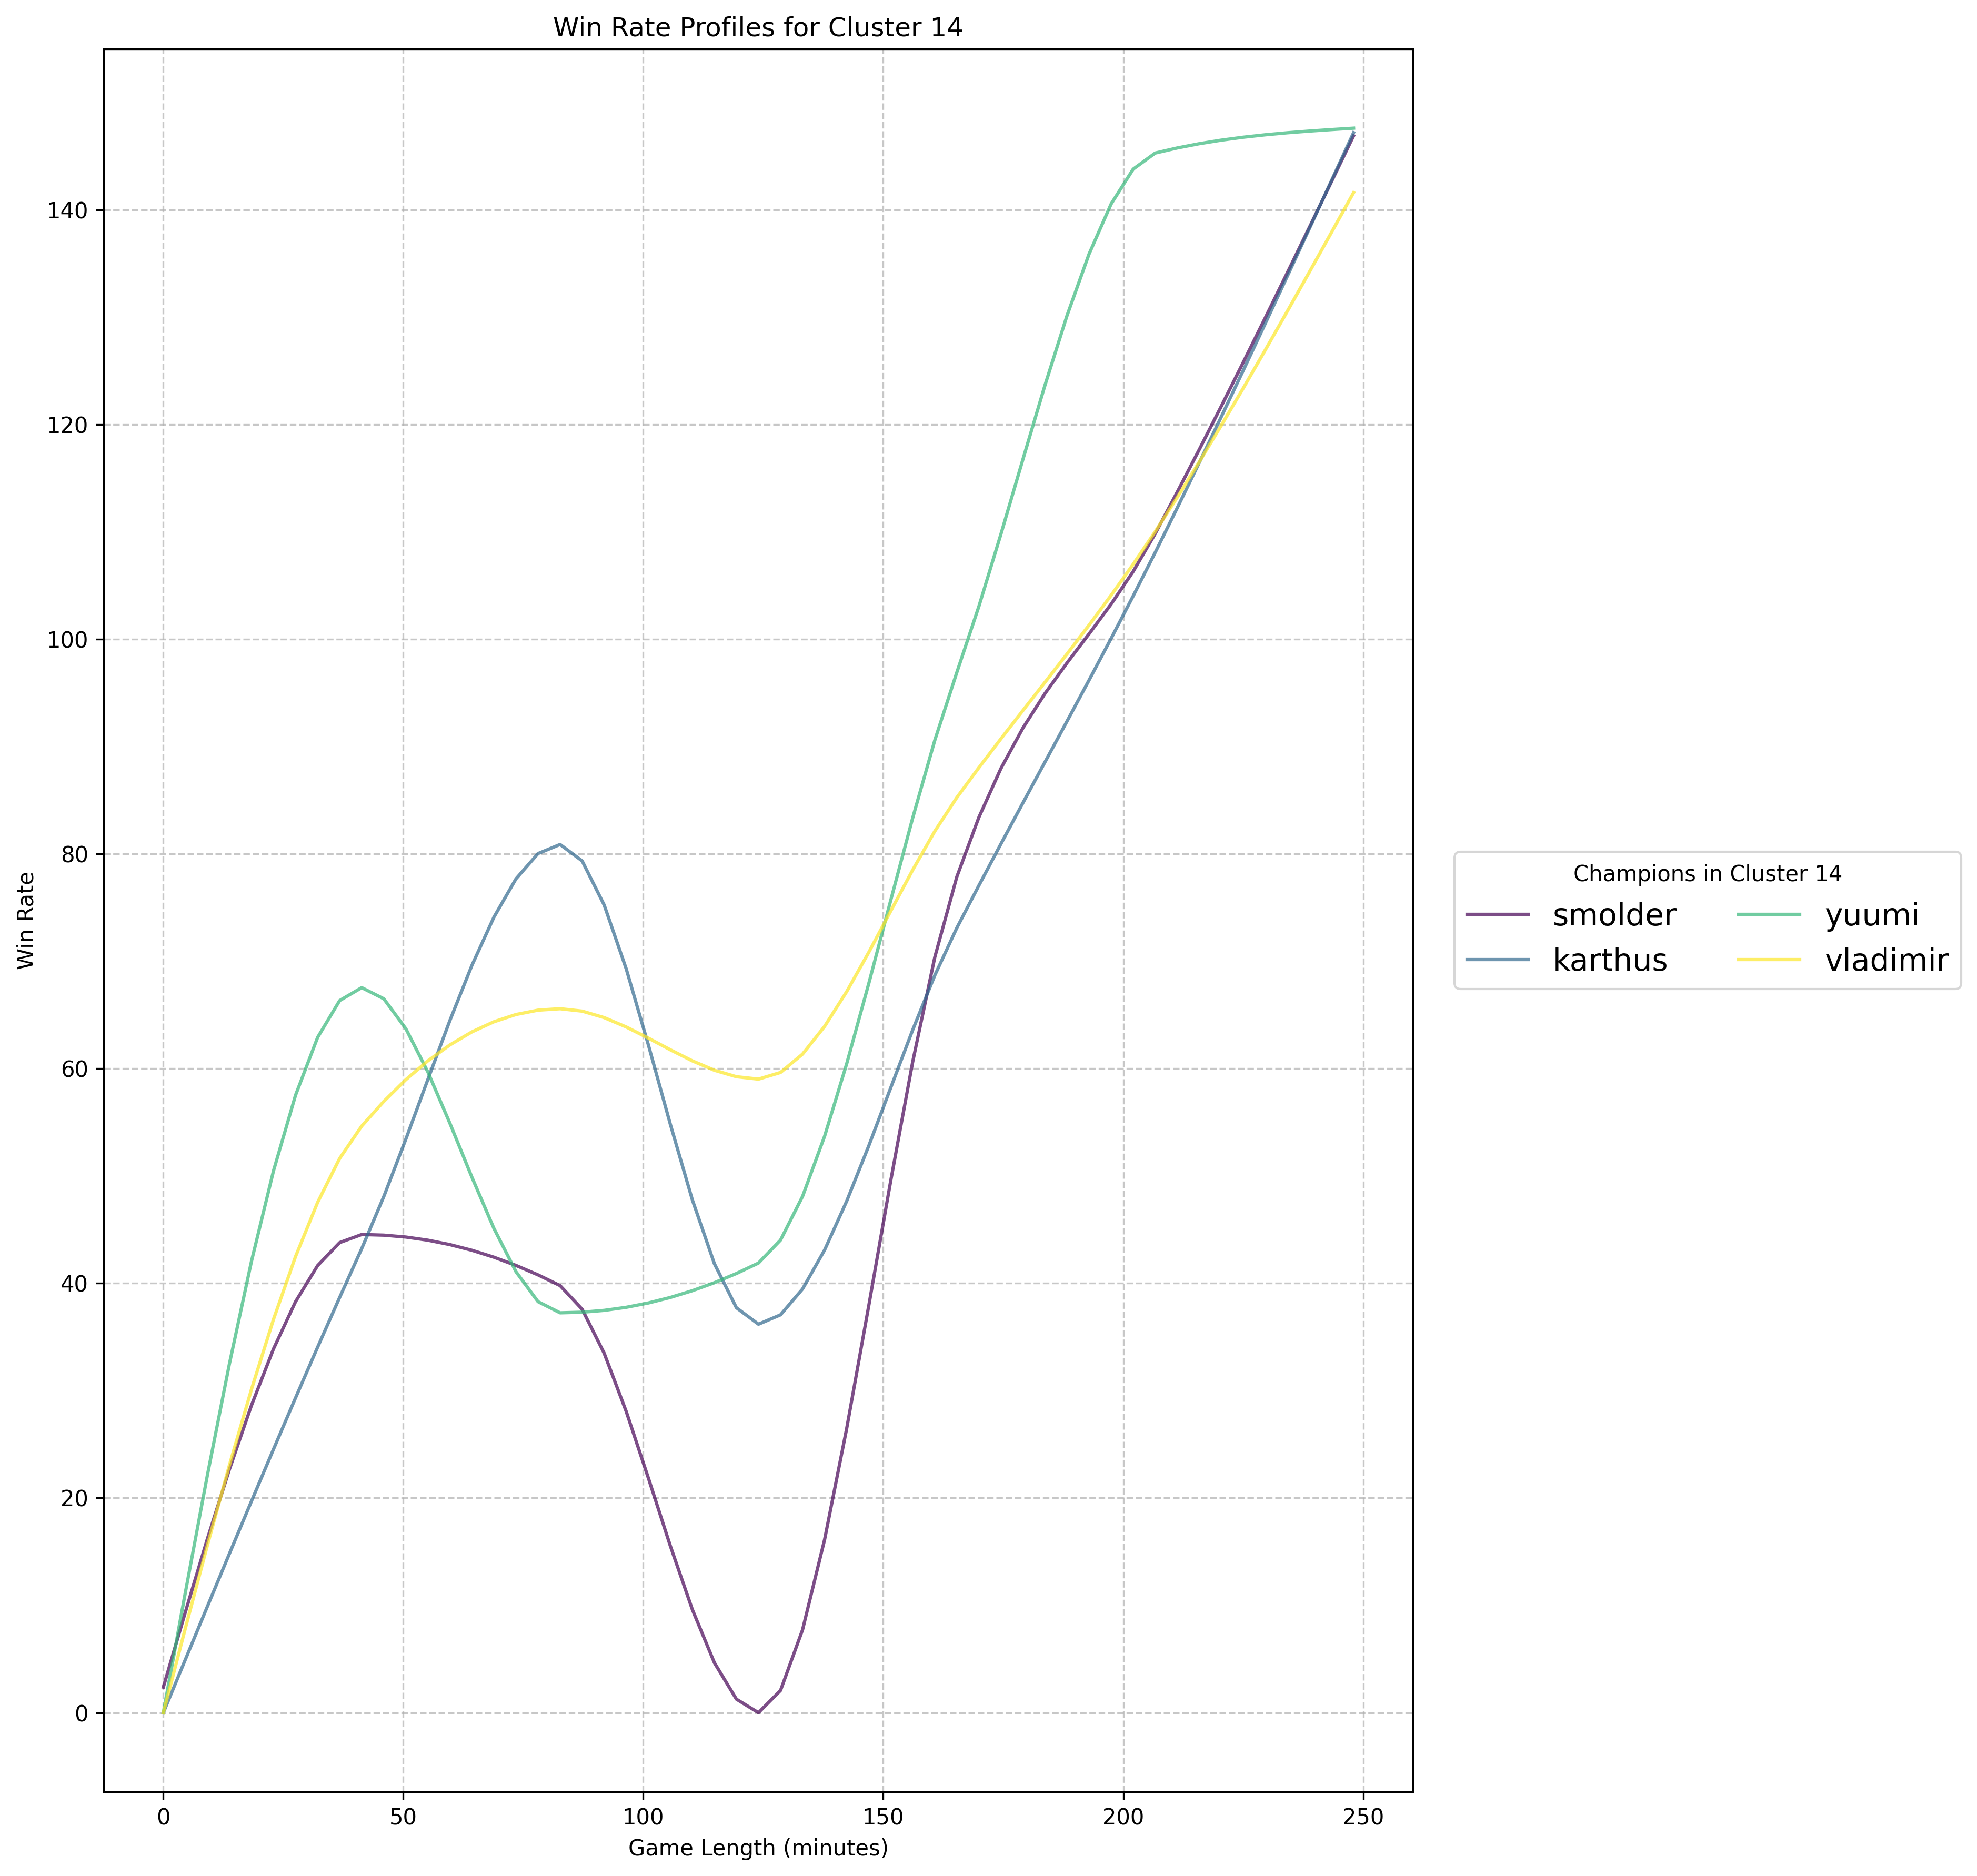 Win Rate Profiles for Cluster 14
140
120
100
80
60
40
20
0
Win Rate
0 50 100 150 200 250
Game Length (minutes)
Champions in Cluster 14
smolder yuumi
karthus vladimir